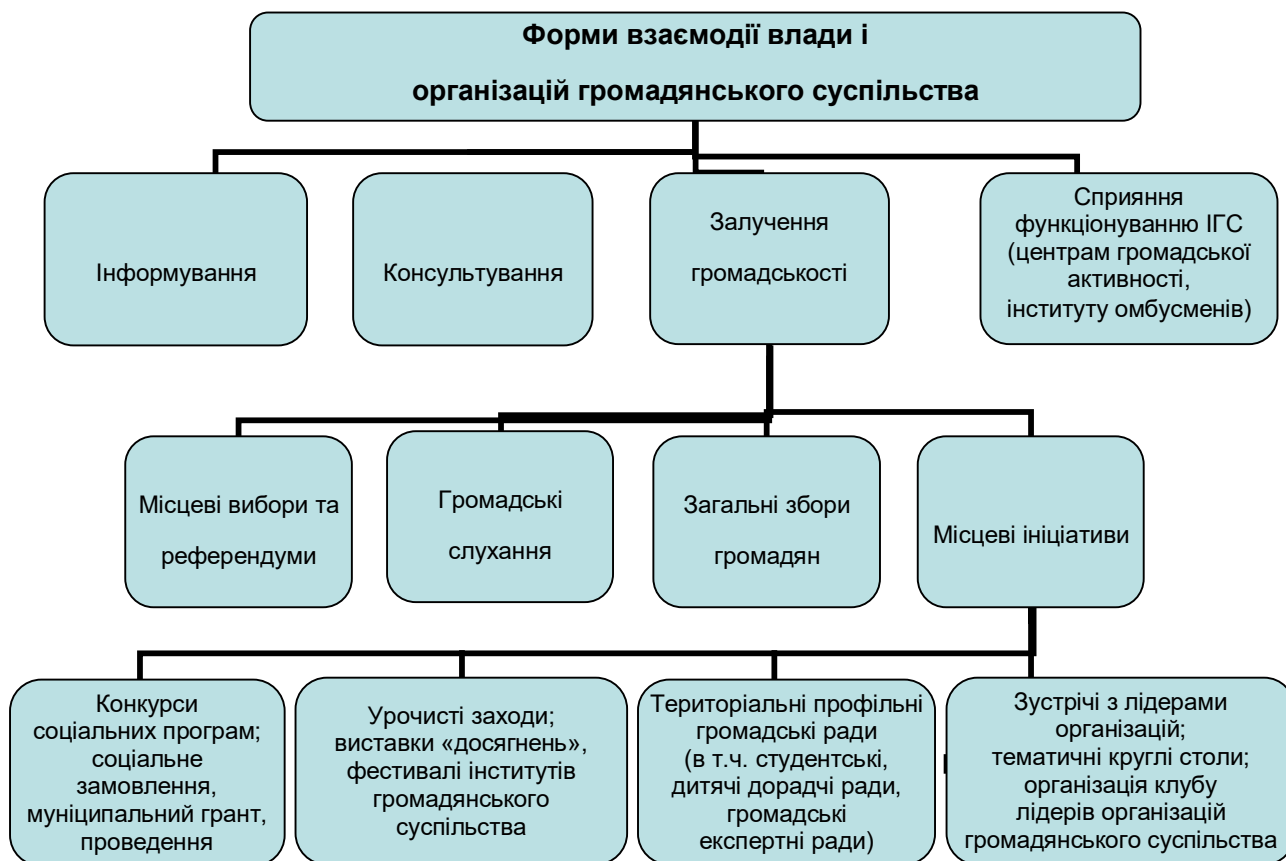 Форми взаємодії влади і
організацій громадянського суспільства
Інформування
Консультування
Залучення
громадськості
Сприяння
функціонуванню ІГС
(центрам громадської
активності,
інституту омбусменів)
Місцеві вибори та
референдуми
Громадські
слухання
Загальні збори
громадян
Місцеві ініціативи
Конкурси
соціальних програм;
соціальне
замовлення,
муніципальний грант,
проведення
Урочисті заходи;
виставки «досягнень»,
фестивалі інститутів
громадянського
суспільства
Територіальні профільні
громадські ради
(в т.ч. студентські,
дитячі дорадчі ради,
громадські
експертні ради)
Зустрічі з лідерами
організацій;
тематичні круглі столи;
організація клубу
лідерів організацій
громадянського суспільства